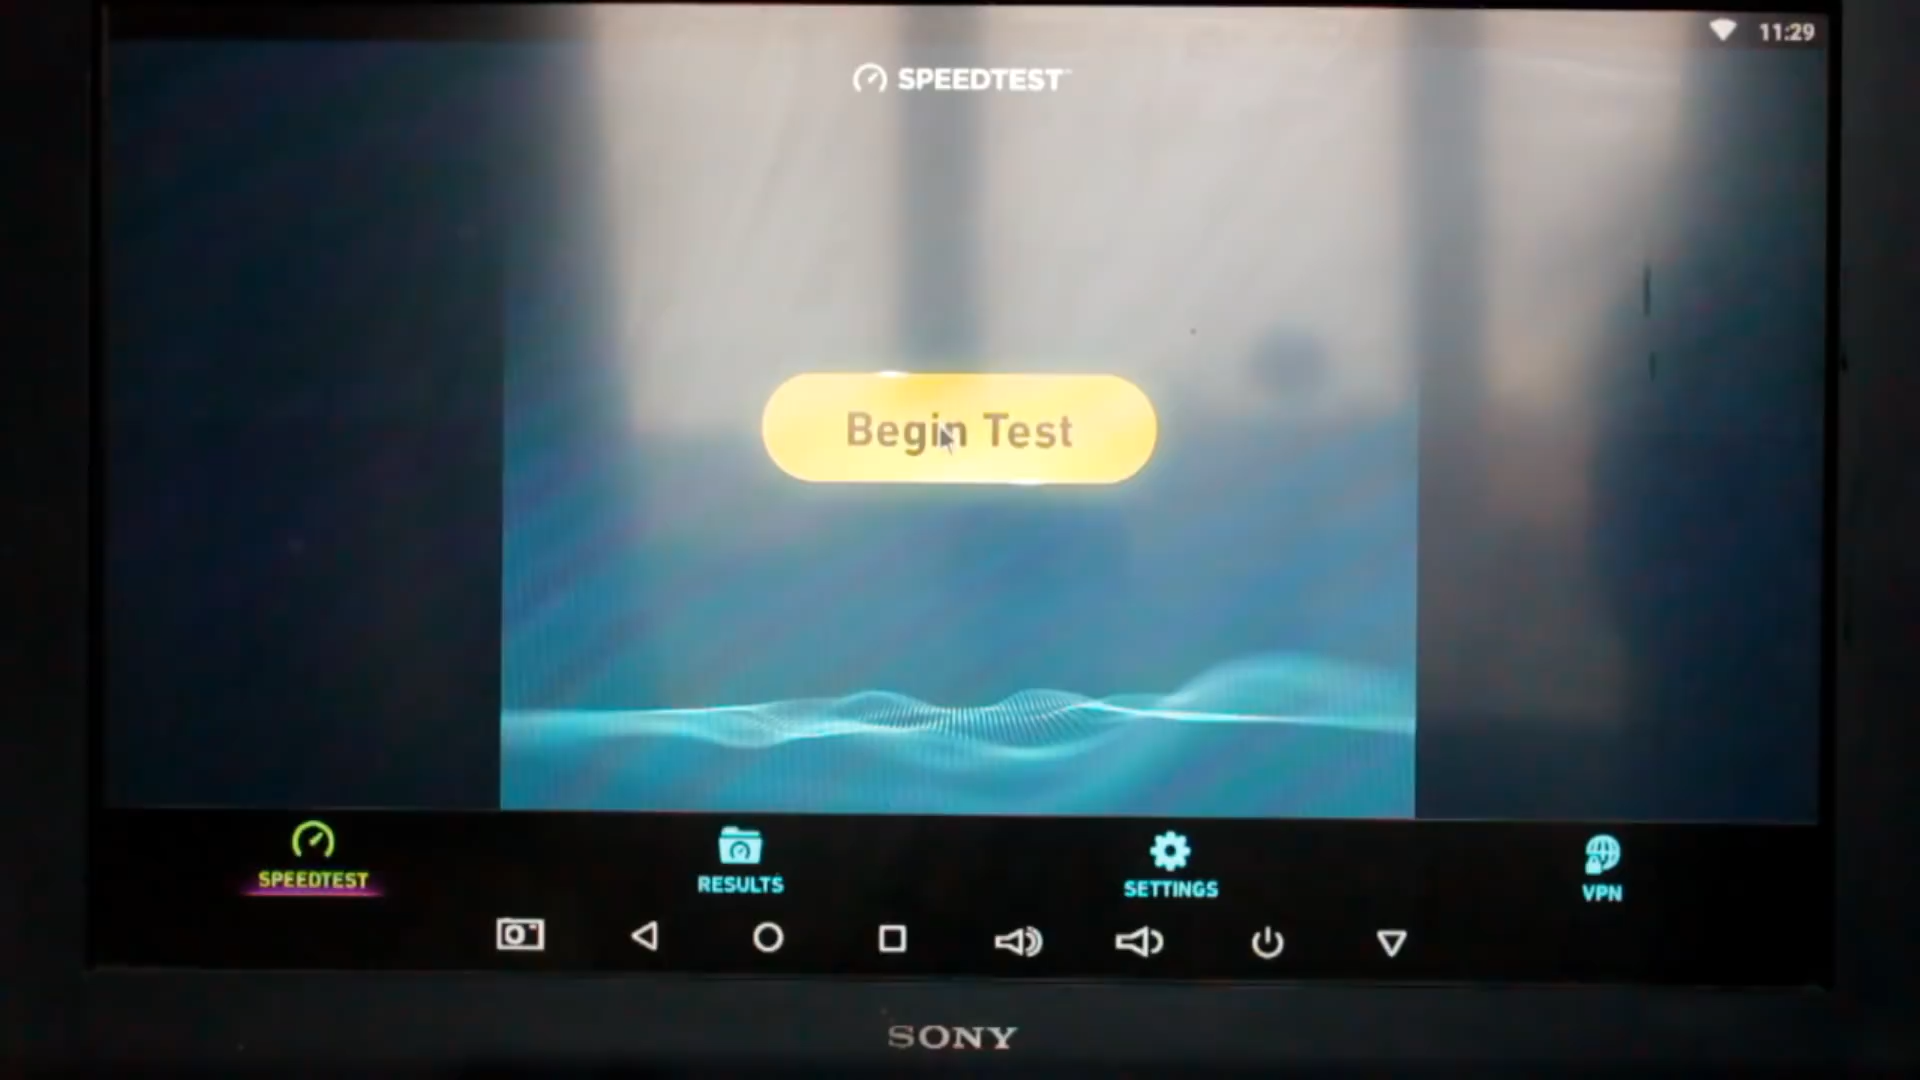 11:29
SPEEDTEST
Begin Test
SPEEDTEST
RESULTS
SETTINGS
VPN
SONY